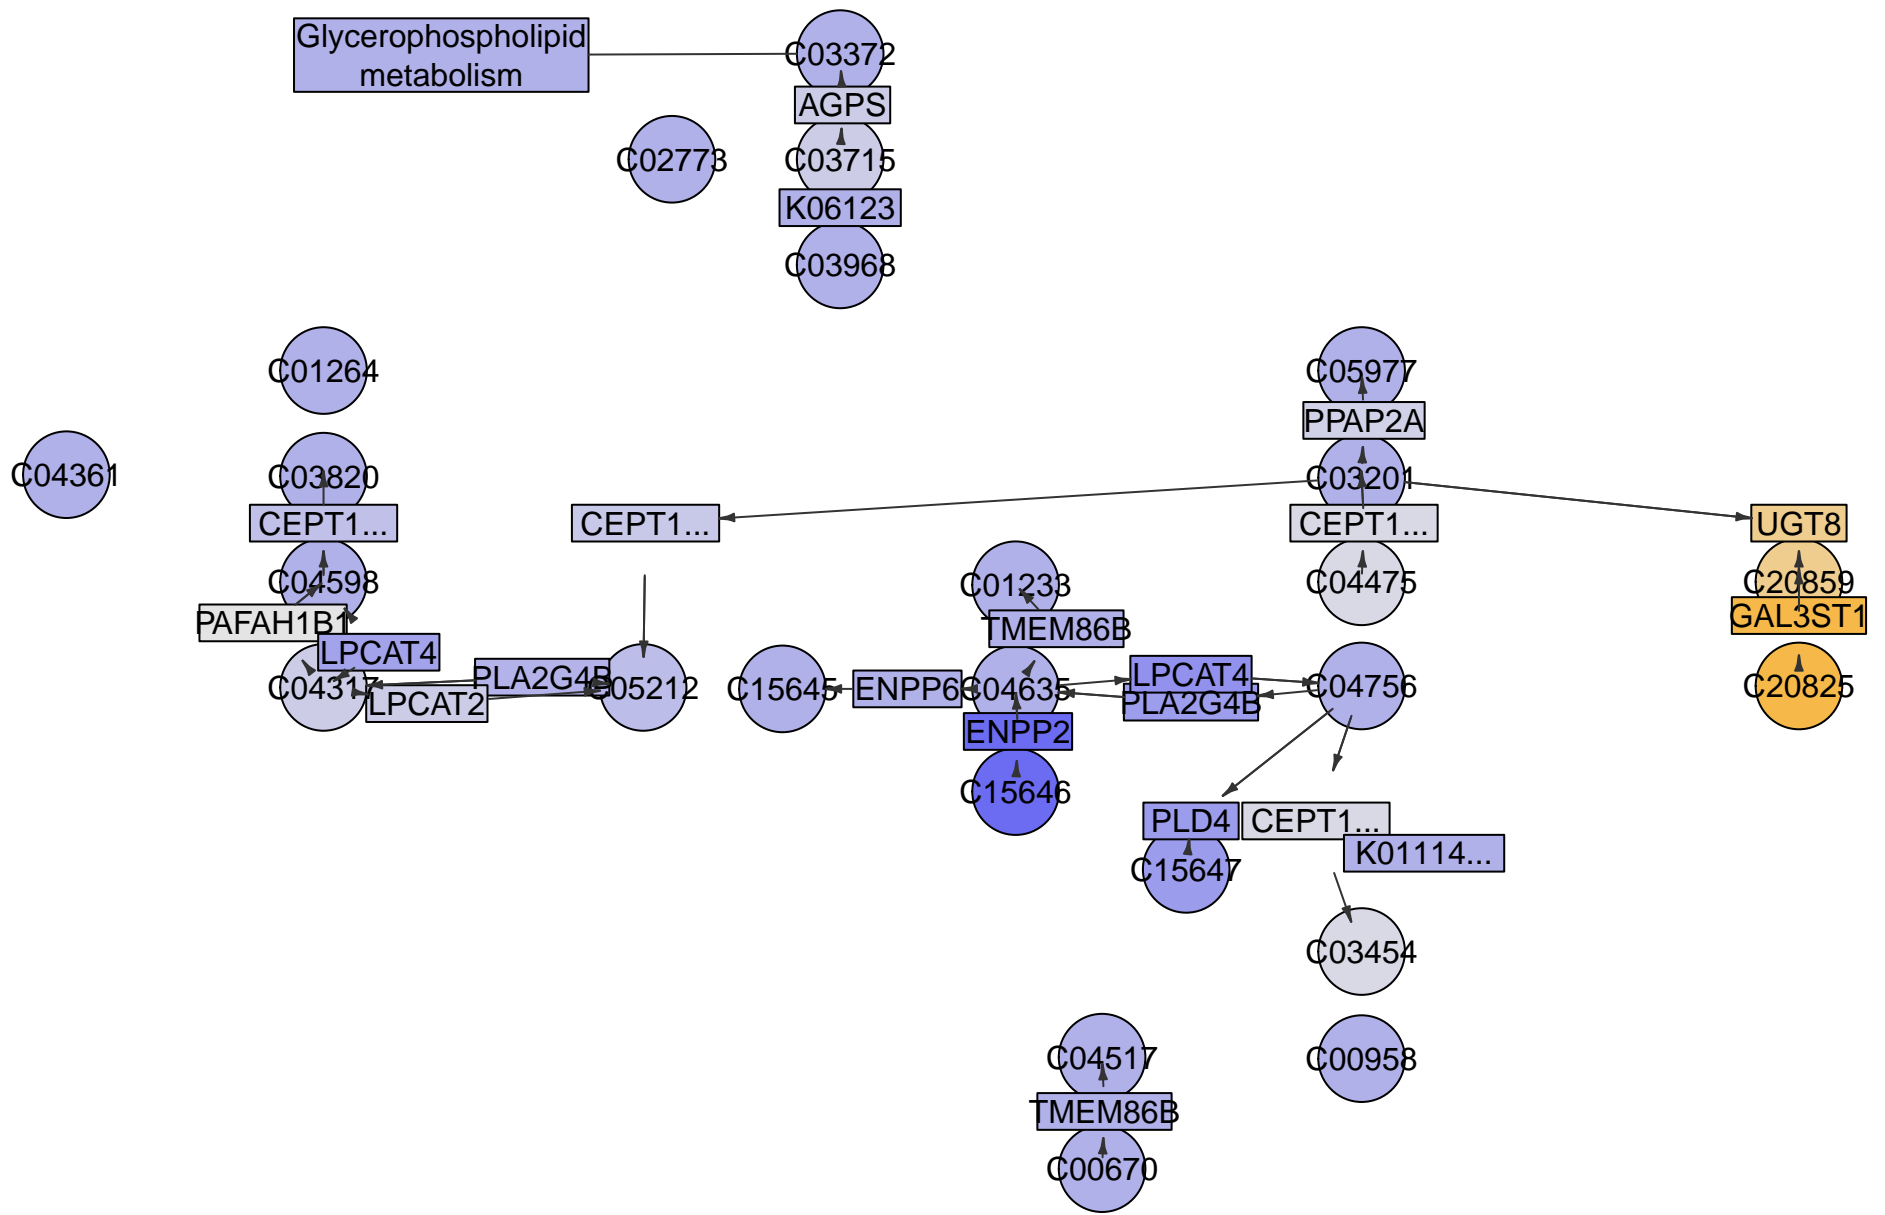 Glycerophospholipid
metabolism
C03372
AGPS
C02773
C03715
K06123
C03968
C01264
C05977
PPAP2A
C04361
C03820
C03201
CEPT1...
CEPT1...
CEPT1...
UGT8
C04598
C01233
C04475
C20859
PAFAH1B1
TMEM86B
GAL3ST1
LPCAT4
PLA2G4B
LPCAT4
C04317
C05212
C15645
ENPP6
C04635
C04756
C20825
LPCAT2
PLA2G4B
ENPP2
C15646
PLD4
CEPT1...
K01114...
C15647
C03454
C04517
C00958
TMEM86B
C00670